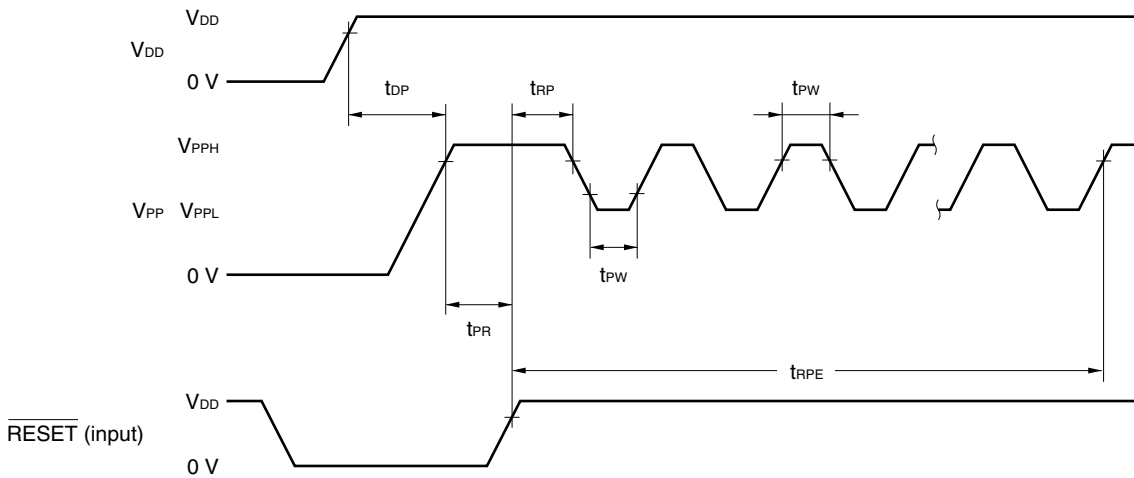 VDD
VDD
0 V
tDP
tRP
tPW
VPPH
VPP VPPL
0 V
tPW
tPR
tRPE
VDD
RESET (input)
0 V